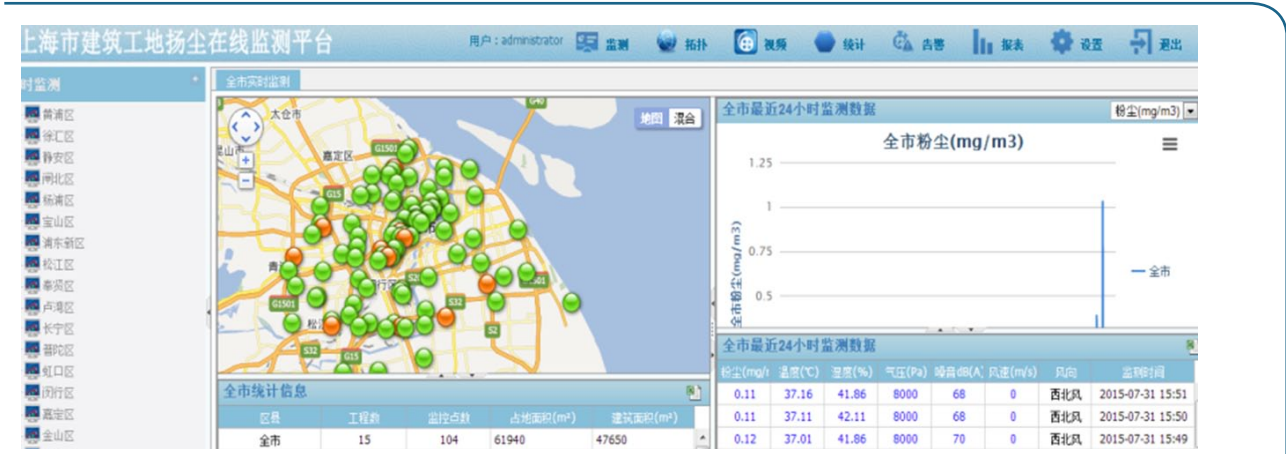 上海市建筑工地扬尘在线监测平台
用户：administrator 监测 拓扑 视频 统计 告警 报表 设置 退出
时监测
黄浦区
徐汇区
静安区
闸北区
杨浦区
宝山区
浦东新区
松江区
奉贤区
卢湾区
长宁区
普陀区
虹口区
闵行区
嘉定区
金山区
全市实时监测
地图 混合
G40
太仓市
嘉定区
G1501
G15
S32
G1501
S32
S2
S32
G15
全市统计信息
区县 工程数 监控点数 占地面积(m²) 建筑面积(m²)
全市 15 104 61940 47650
全市最近24小时监测数据 粉尘(mg/m3)
全市粉尘(mg/m3)
全市粉尘(mg/m3)
1.25
1
0.75
0.5
全市
全市最近24小时监测数据
粉尘(mg/r 温度(℃) 湿度(%) 气压(Pa) 噪音dB(A) 风速(m/s) 风向 监测时间
0.11 37.16 41.86 8000 68 0 西北风 2015-07-31 15:51
0.11 37.11 42.11 8000 68 0 西北风 2015-07-31 15:50
0.12 37.01 41.86 8000 70 0 西北风 2015-07-31 15:49